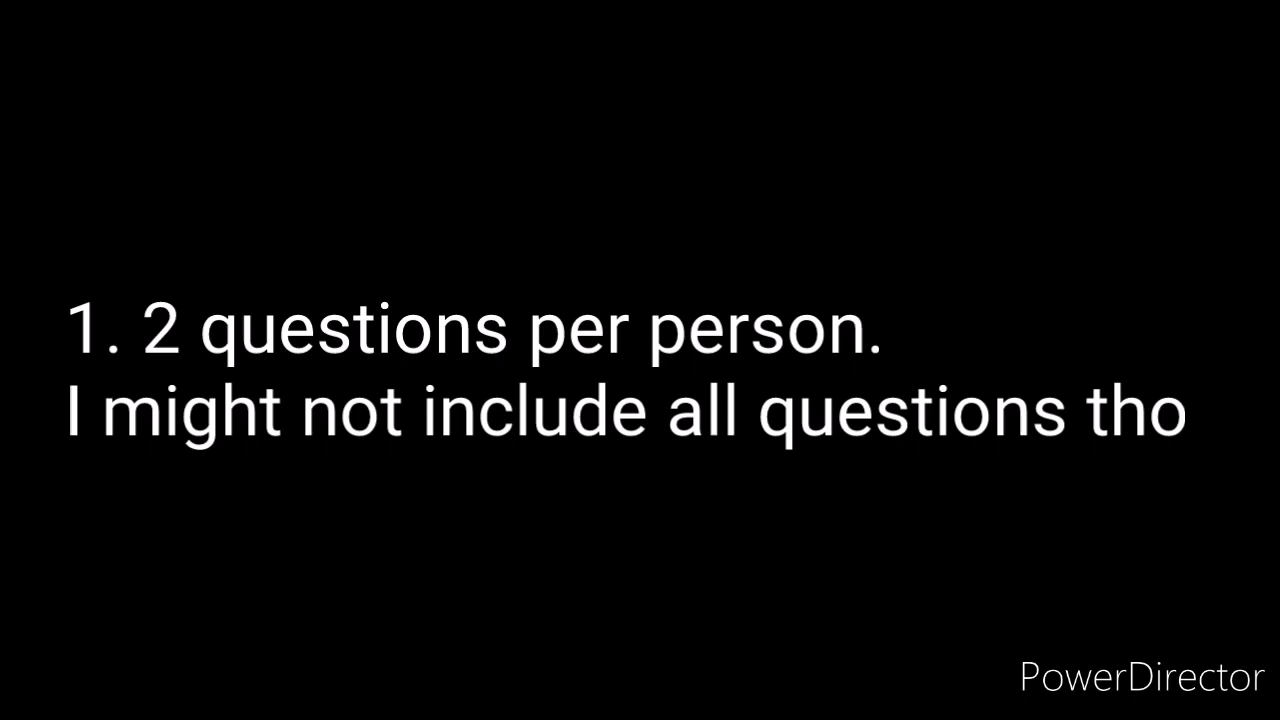 1. 2 questions per person.
I might not include all questions tho
PowerDirector